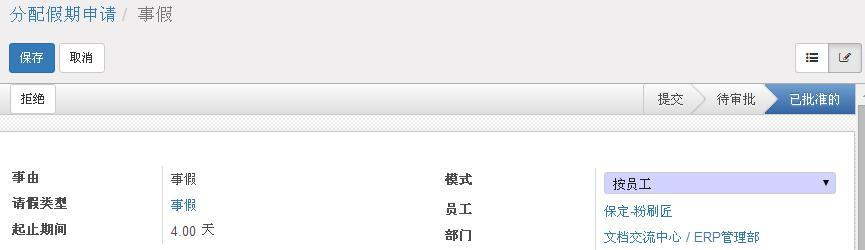 分配假期申请 / 事假
保存 取消
拒绝 提交 待审批 已批准的
事由 事假 模式 按员工
请假类型 事假 员工 保定-粉刷匠
起止期间 4.00 天 部门 文档交流中心 / ERP管理部